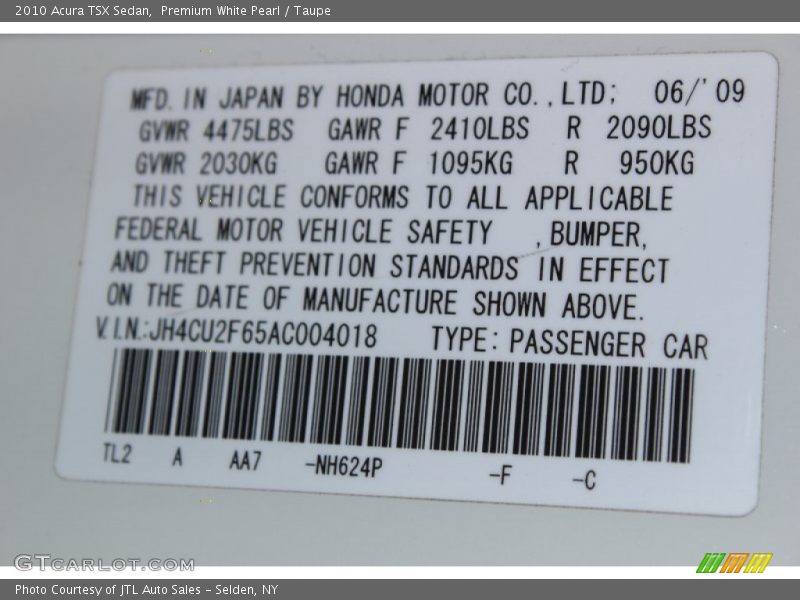 2010 Acura TSX Sedan,  Premium White Pearl / Taupe
MFD. IN JAPAN BY HONDA MOTOR CO.,LTD; 06/'09
GVWR 4475LBS GAWR F 2410LBS R 2090LBS
GVWR 2030KG GAWR F 1095KG R 950KG
THIS VEHICLE CONFORMS TO ALL APPLICABLE
FEDERAL MOTOR VEHICLE SAFETY ,BUMPER,
AND THEFT PREVENTION STANDARDS IN EFFECT
ON THE DATE OF MANUFACTURE SHOWN ABOVE.
V.I.N.:JH4CU2F65AC004018 TYPE: PASSENGER CAR
TL2 A AA7 -NH624P -F -C
GTCARLOT.COM
Photo Courtesy of JTL Auto Sales - Selden, NY